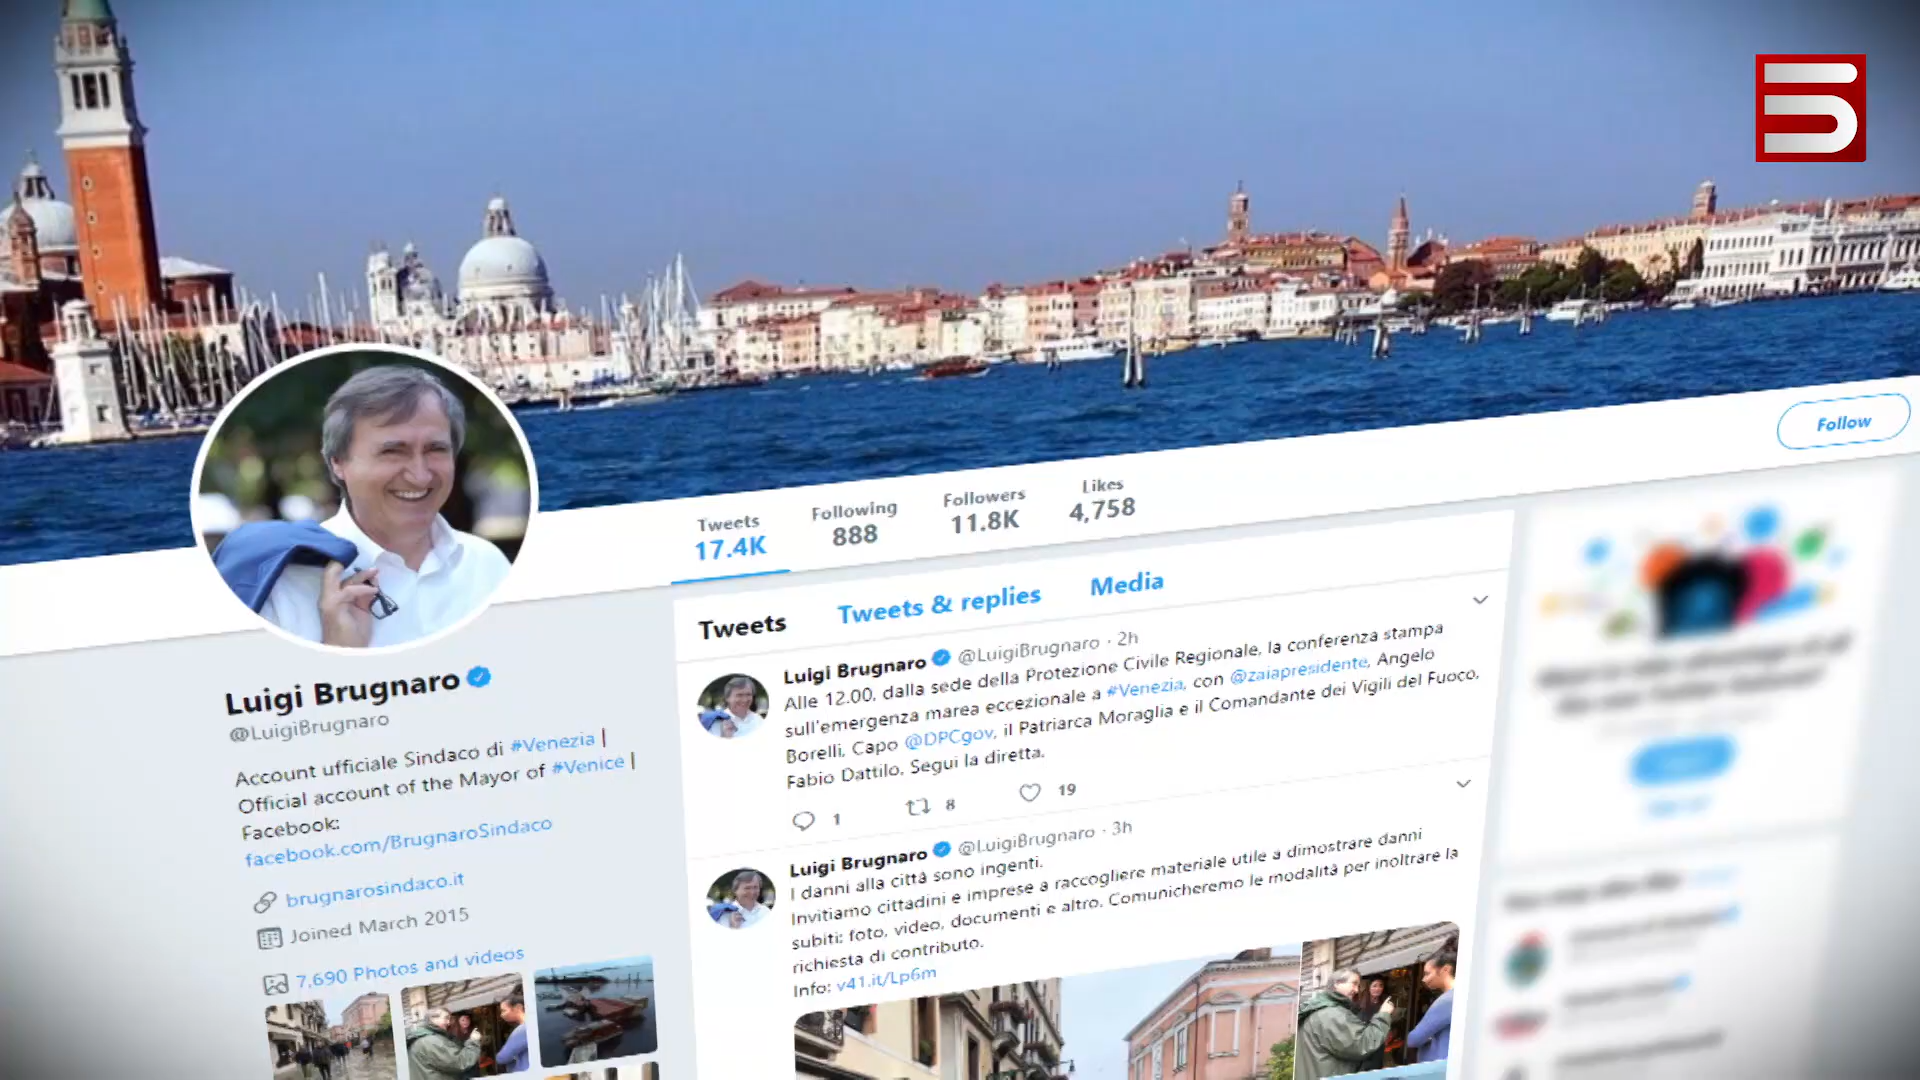 5
Follow
Tweets
17.4K
Following
888
Followers
11.8K
Likes
4,758
Luigi Brugnaro
@LuigiBrugnaro
Account ufficiale Sindaco di #Venezia |
Official account of the Mayor of #Venice |
Facebook:
facebook.com/BrugnaroSindaco
brugnarosindaco.it
Joined March 2015
7,690 Photos and videos
Tweets Tweets & replies Media
Luigi Brugnaro @LuigiBrugnaro · 2h
Alle 12.00, dalla sede della Protezione Civile Regionale, la conferenza stampa
sull'emergenza marea eccezionale a #Venezia, con @zaiapresidente, Angelo
Borelli, Capo @DPCgov, il Patriarca Moraglia e il Comandante dei Vigili del Fuoco,
Fabio Dattilo. Segui la diretta.
1 8 19
Luigi Brugnaro @LuigiBrugnaro · 3h
I danni alla città sono ingenti.
Invitiamo cittadini e imprese a raccogliere materiale utile a dimostrare danni
subiti: foto, video, documenti e altro. Comunicheremo le modalità per inoltrare la
richiesta di contributo.
Info: v41.it/Lp6m